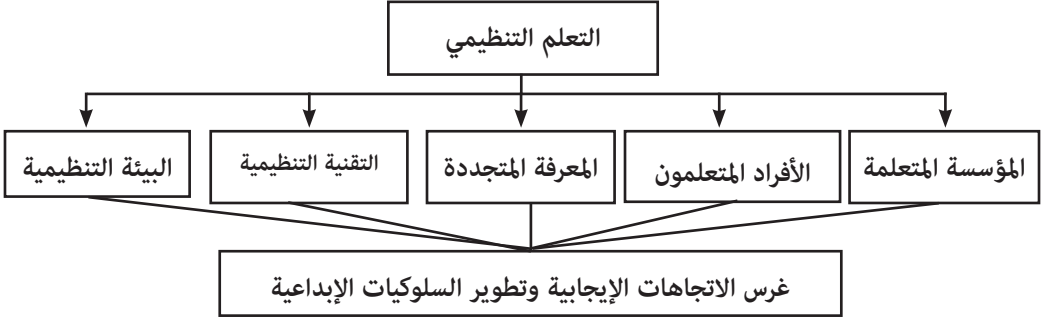 التعلم التنظيمي
المؤسسة المتعلمة
الأفراد المتعلمون
المعرفة المتجددة
التقنية التنظيمية
البيئة التنظيمية
غرس الاتجاهات الإيجابية وتطوير السلوكيات الإبداعية